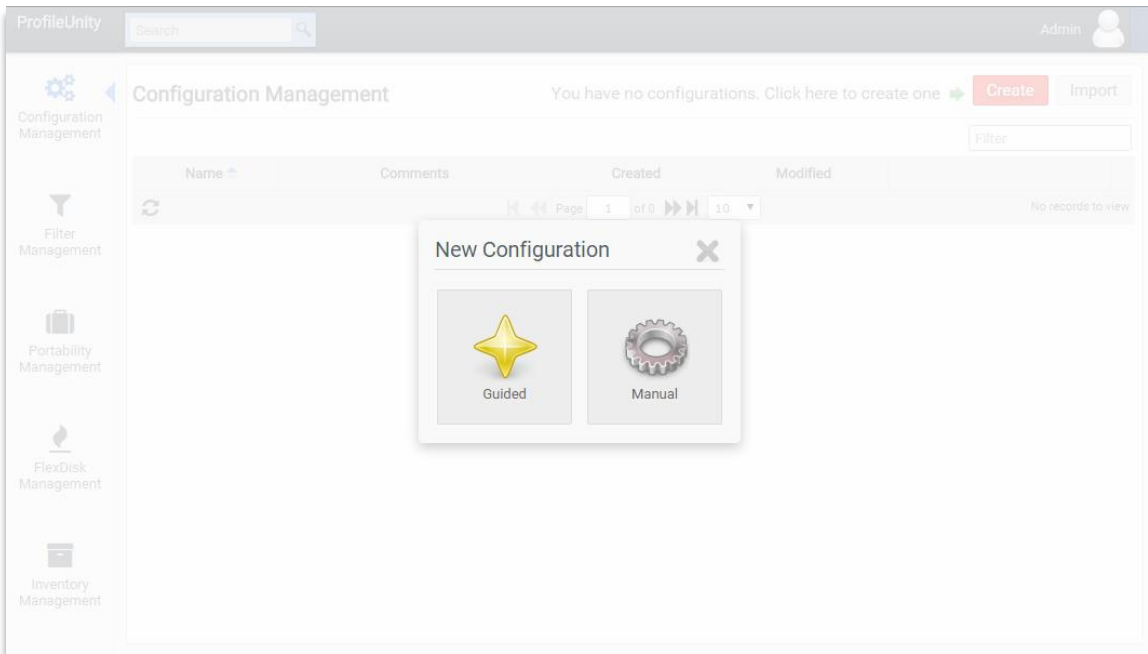 ProfileUnity
Search
Admin
Configuration Management
Configuration Management
You have no configurations. Click here to create one
Create
Import
Filter
Name
Comments
Created
Modified
Page 1 of 0
10
No records to view
Filter
Management
Portability
Management
FlexDisk
Management
Inventory
Management
New Configuration
Guided
Manual